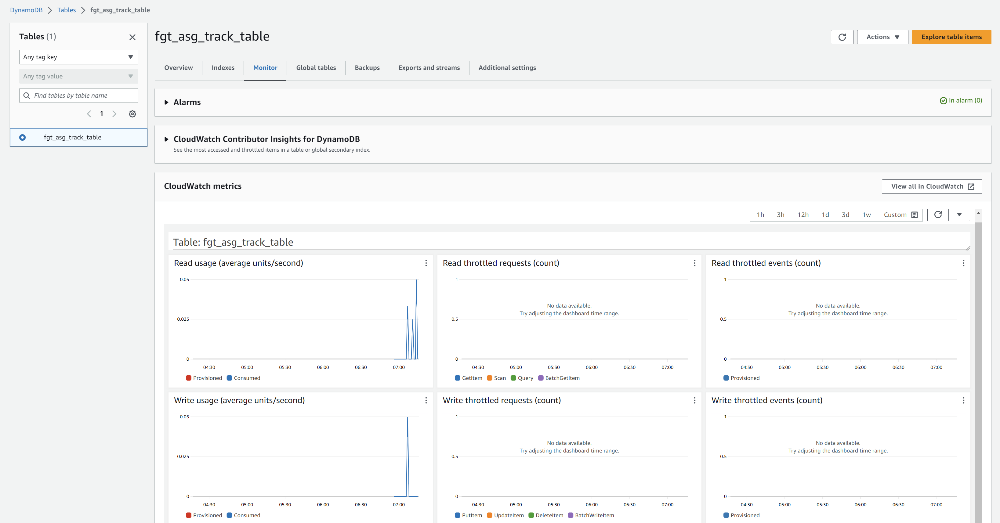 DynamoDB > Tables > fgt_asg_track_table
Tables (1)
Any tag key
Any tag value
Find tables by table name
1
fgt_asg_track_table
fgt_asg_track_table
Actions
Explore table items
Overview
Indexes
Monitor
Global tables
Backups
Exports and streams
Additional settings
Alarms
In alarm (0)
CloudWatch Contributor Insights for DynamoDB
See the most accessed and throttled items in a table or global secondary index.
CloudWatch metrics
View all in CloudWatch
1h 3h 12h 1d 3d 1w Custom
Table: fgt_asg_track_table
Read usage (average units/second)
0.05
0.025
0
04:30 05:00 05:30 06:00 06:30 07:00
Provisioned Consumed
Read throttled requests (count)
1
No data available.
Try adjusting the dashboard time range.
0.5
0
04:30 05:00 05:30 06:00 06:30 07:00
GetItem Scan Query BatchGetItem
Read throttled events (count)
1
No data available.
Try adjusting the dashboard time range.
0.5
0
04:30 05:00 05:30 06:00 06:30 07:00
Provisioned
Write usage (average units/second)
0.05
0.025
0
04:30 05:00 05:30 06:00 06:30 07:00
Provisioned Consumed
Write throttled requests (count)
1
No data available.
Try adjusting the dashboard time range.
0.5
0
04:30 05:00 05:30 06:00 06:30 07:00
PutItem UpdateItem DeleteItem BatchWriteItem
Write throttled events (count)
1
No data available.
Try adjusting the dashboard time range.
0.5
0
04:30 05:00 05:30 06:00 06:30 07:00
Provisioned